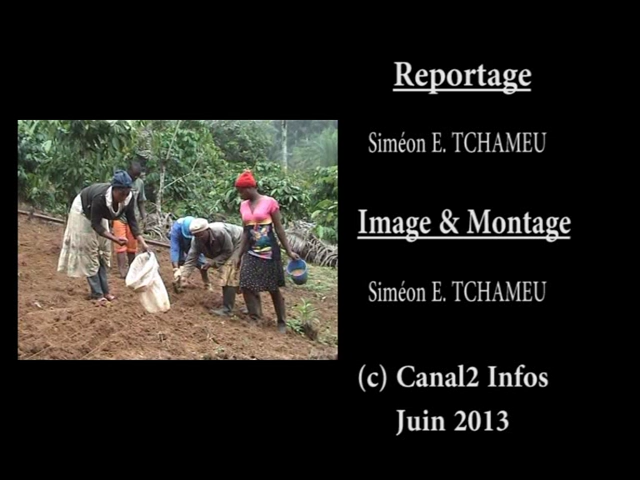 Reportage
Siméon E. TCHAMEU
Image & Montage
Siméon E. TCHAMEU
(c) Canal2 Infos
Juin 2013